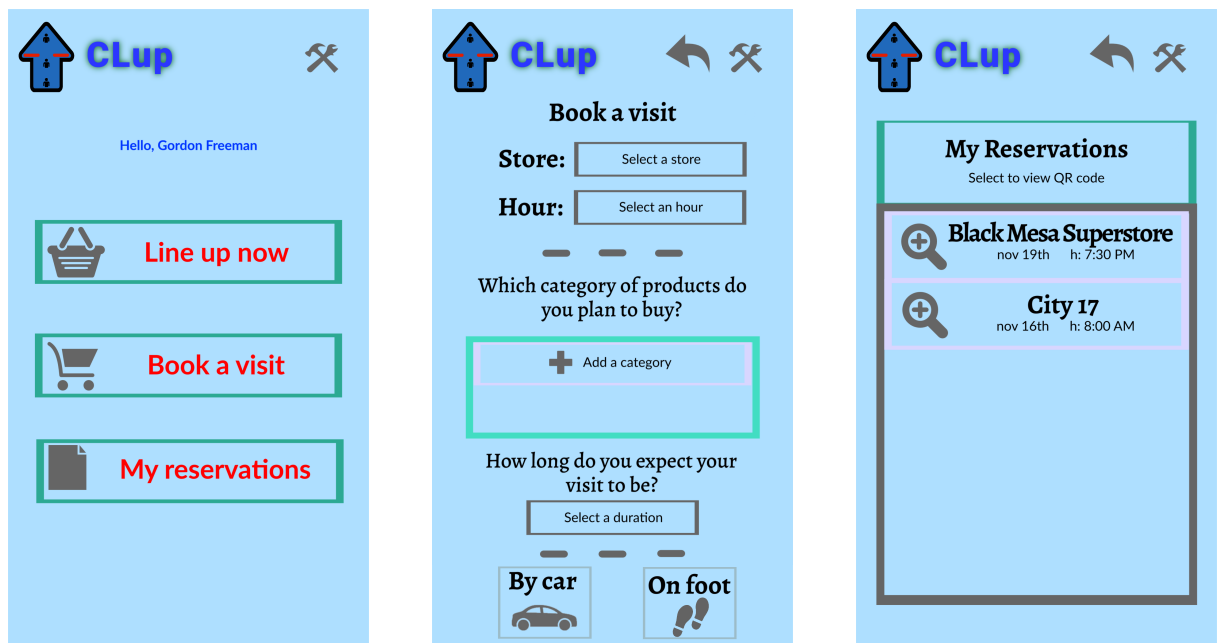 CLup
Hello, Gordon Freeman
Line up now
Book a visit
My reservations
CLup
Book a visit
Store: Select a store
Hour: Select an hour
Which category of products do
you plan to buy?
Add a category
How long do you expect your
visit to be?
Select a duration
By car On foot
CLup
My Reservations
Select to view QR code
Black Mesa Superstore
nov 19th h: 7:30 PM
City 17
nov 16th h: 8:00 AM